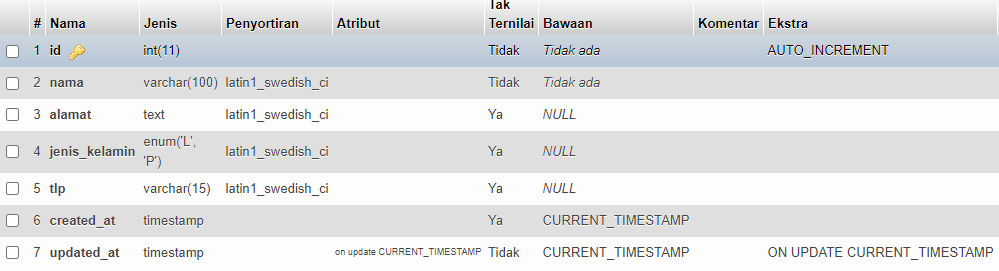 # Nama Jenis Penyortiran Atribut Tak Ternilai Bawaan Komentar Ekstra
1 id int(11) Tidak Tidak ada AUTO_INCREMENT
2 nama varchar(100) latin1_swedish_ci Tidak Tidak ada
3 alamat text latin1_swedish_ci Ya NULL
4 jenis_kelamin enum('L', 'P') latin1_swedish_ci Ya NULL
5 tlp varchar(15) latin1_swedish_ci Ya NULL
6 created_at timestamp Ya CURRENT_TIMESTAMP
7 updated_at timestamp on update CURRENT_TIMESTAMP Tidak CURRENT_TIMESTAMP ON UPDATE CURRENT_TIMESTAMP